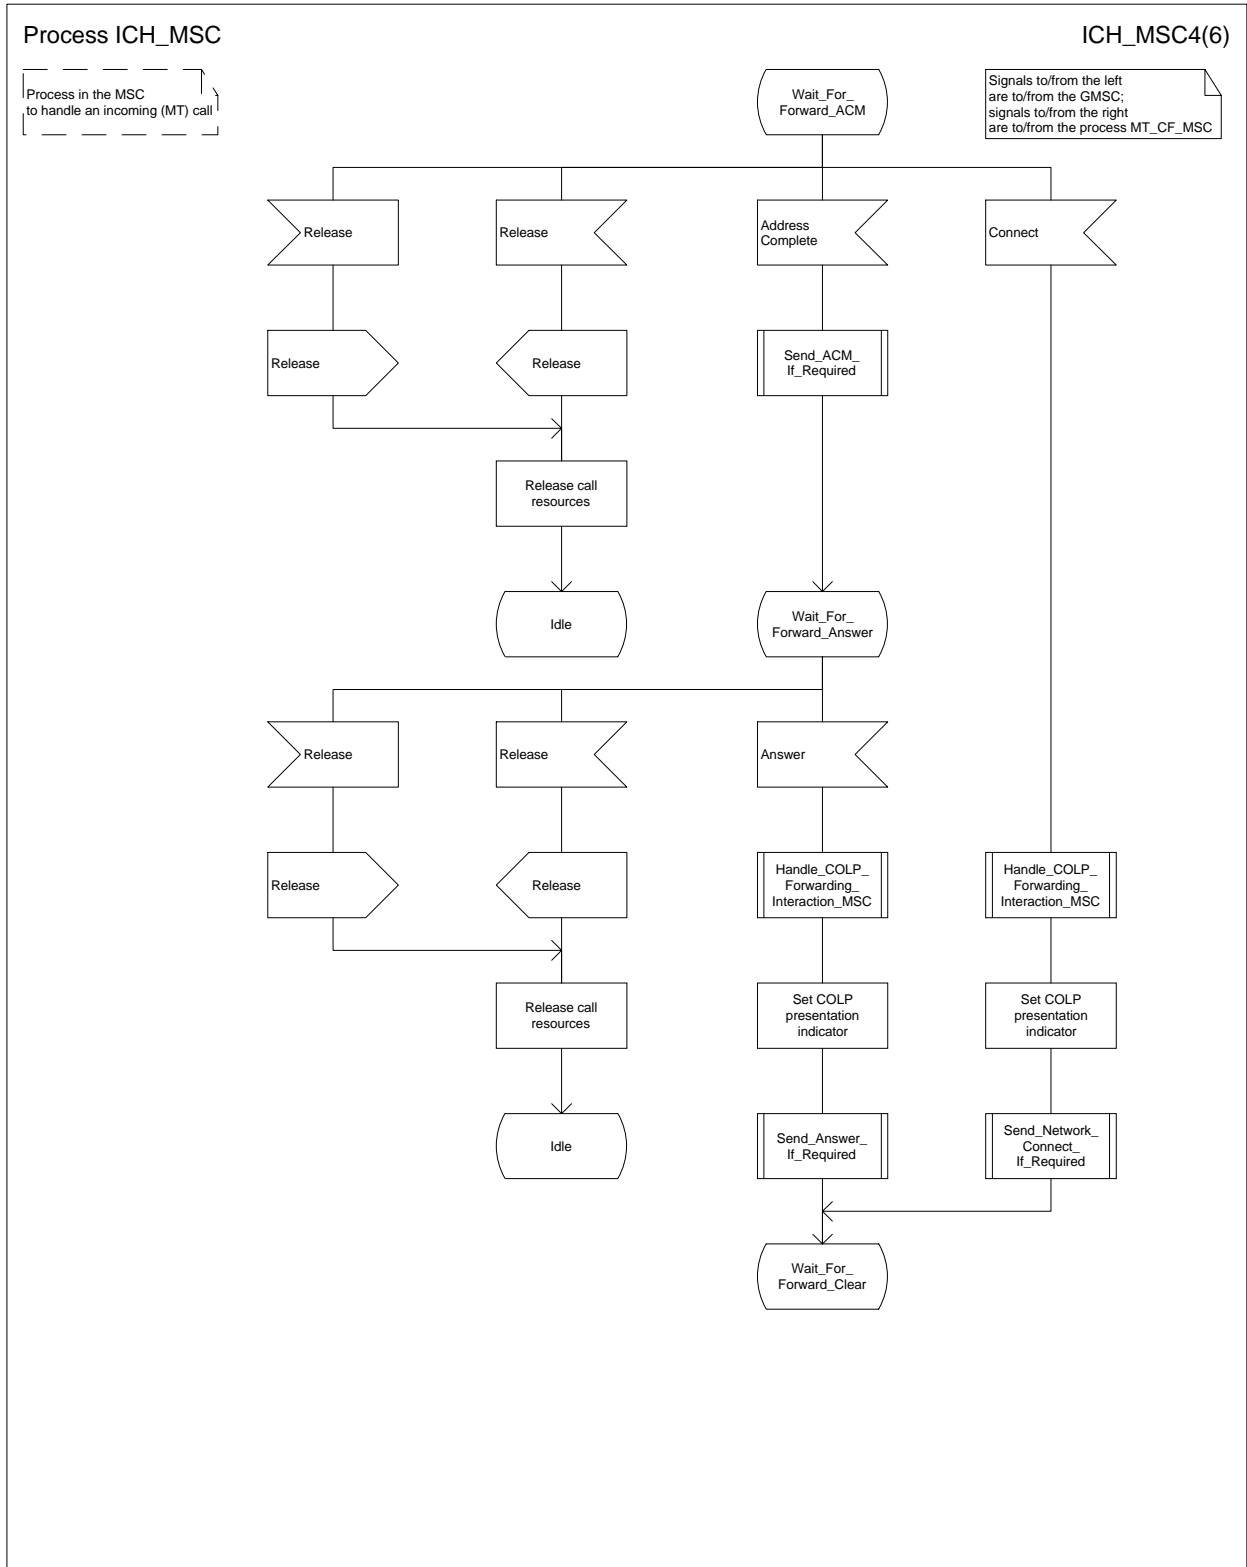 Process ICH_MSC
ICH_MSC4(6)
Process in the MSC
to handle an incoming (MT) call
Signals to/from the left
are to/from the GMSC;
signals to/from the right
are to/from the process MT_CF_MSC
Wait_For_
Forward_ACM
Release
Release
Address
Complete
Connect
Release
Release
Send_ACM_
If_Required
Release call
resources
Idle
Wait_For_
Forward_Answer
Release
Release
Answer
Release
Release
Handle_COLP_
Forwarding_
Interaction_MSC
Handle_COLP_
Forwarding_
Interaction_MSC
Release call
resources
Set COLP
presentation
indicator
Set COLP
presentation
indicator
Idle
Send_Answer_
If_Required
Send_Network_
Connect_
If_Required
Wait_For_
Forward_Clear